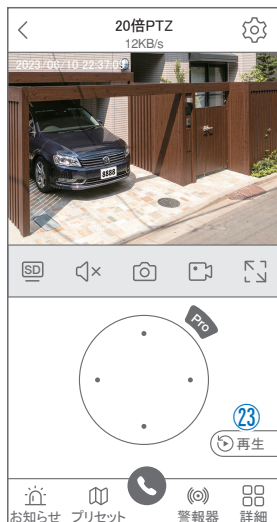 20倍PTZ
12KB/s
2023/06/10 22:37:09
8888
SD
Pro
㉓
再生
お知らせ
プリセット
警報器
詳細